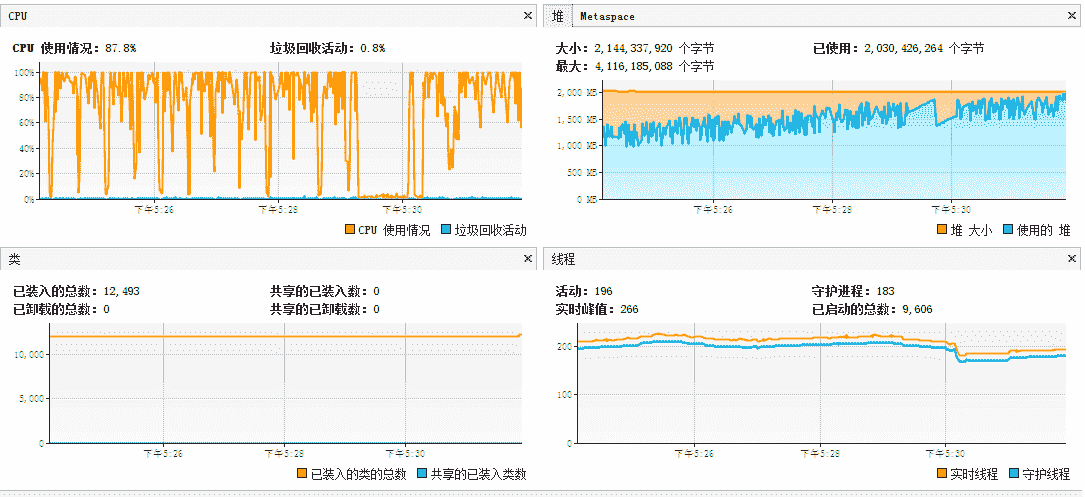 CPU
CPU 使用情况: 87.8%
垃圾回收活动: 0.8%
100%
80%
60%
40%
20%
0%
下午5:26
下午5:28
下午5:30
CPU 使用情况
垃圾回收活动
堆
Metaspace
大小: 2,144,337,920 个字节
已使用: 2,030,426,264 个字节
最大: 4,116,185,088 个字节
2,000 M5
1,500 M5
1,000 M5
500 M5
0 M5
下午5:26
下午5:28
下午5:30
堆 大小
使用的 堆
类
已装入的总数: 12,493
共享的已装入数: 0
已卸载的总数: 0
共享的已卸载数: 0
10,000
5,000
0
下午5:26
下午5:28
下午5:30
已装入的类的总数
共享的已装入类数
线程
活动: 196
守护进程: 183
实时峰值: 266
已启动的总数: 9,606
200
100
0
下午5:26
下午5:28
下午5:30
实时线程
守护线程